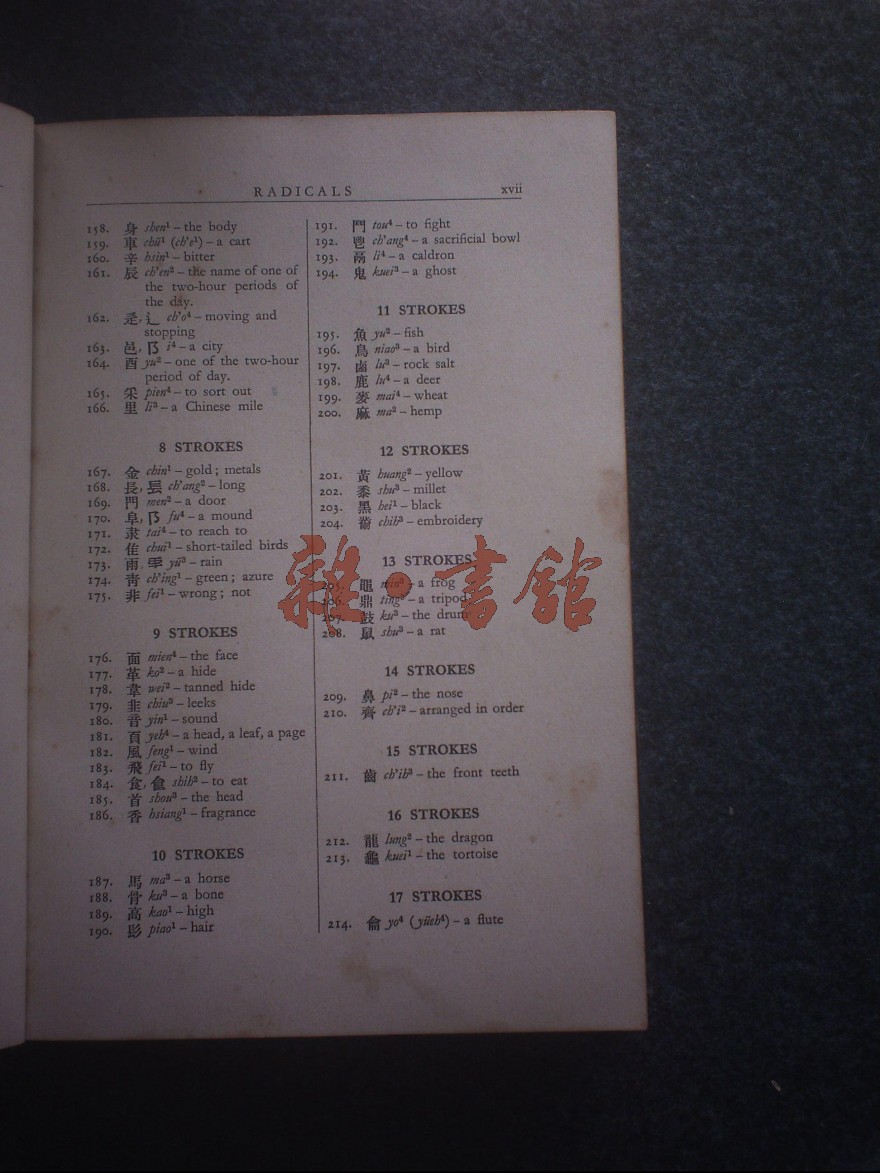 RADICALS xvii
158. 身 shen¹ – the body
159. 車 chü¹ (ch'e¹) – a cart
160. 辛 hsin¹ – bitter
161. 辰 ch'en² – the name of one of
the two-hour periods of
the day.
162. 辵, 辶 ch'o⁴ – moving and
stopping
163. 邑, 阝 i⁴ – a city
164. 酉 yu² – one of the two-hour
period of day.
165. 釆 pien⁴ – to sort out
166. 里 li³ – a Chinese mile
8 STROKES
167. 金 chin¹ – gold; metals
168. 長, 镸 ch'ang² – long
169. 門 men² – a door
170. 阜, 阝 fu⁴ – a mound
171. 隶 tai⁴ – to reach to
172. 隹 chui¹ – short-tailed birds
173. 雨, ⻗ yü³ – rain
174. 靑 ch'ing¹ – green; azure
175. 非 fei¹ – wrong; not
9 STROKES
176. 面 mien⁴ – the face
177. 革 ko² – a hide
178. 韋 wei² – tanned hide
179. 韭 chiu³ – leeks
180. 音 yin¹ – sound
181. 頁 yeh⁴ – a head, a leaf, a page
182. 風 feng¹ – wind
183. 飛 fei¹ – to fly
184. 食, 飠 shih² – to eat
185. 首 shou³ – the head
186. 香 hsiang¹ – fragrance
10 STROKES
187. 馬 ma³ – a horse
188. 骨 ku³ – a bone
189. 高 kao¹ – high
190. 髟 piao¹ – hair
191. 鬥 tou⁴ – to fight
192. 鬯 ch'ang⁴ – a sacrificial bowl
193. 鬲 li⁴ – a caldron
194. 鬼 kuei³ – a ghost
11 STROKES
195. 魚 yu² – fish
196. 鳥 niao³ – a bird
197. 鹵 lu³ – rock salt
198. 鹿 lu⁴ – a deer
199. 麥 mai⁴ – wheat
200. 麻 ma² – hemp
12 STROKES
201. 黃 huang² – yellow
202. 黍 shu³ – millet
203. 黑 hei¹ – black
204. 黹 chih³ – embroidery
13 STROKES
205. 黽 min³ – a frog
206. 鼎 ting³ – a tripod
207. 鼓 ku³ – the drum
208. 鼠 shu³ – a rat
14 STROKES
209. 鼻 pi² – the nose
210. 齊 ch'i² – arranged in order
15 STROKES
211. 齒 ch'ih³ – the front teeth
16 STROKES
212. 龍 lung² – the dragon
213. 龜 kuei¹ – the tortoise
17 STROKES
214. 龠 yo⁴ (yüeh⁴) – a flute
雜·書館